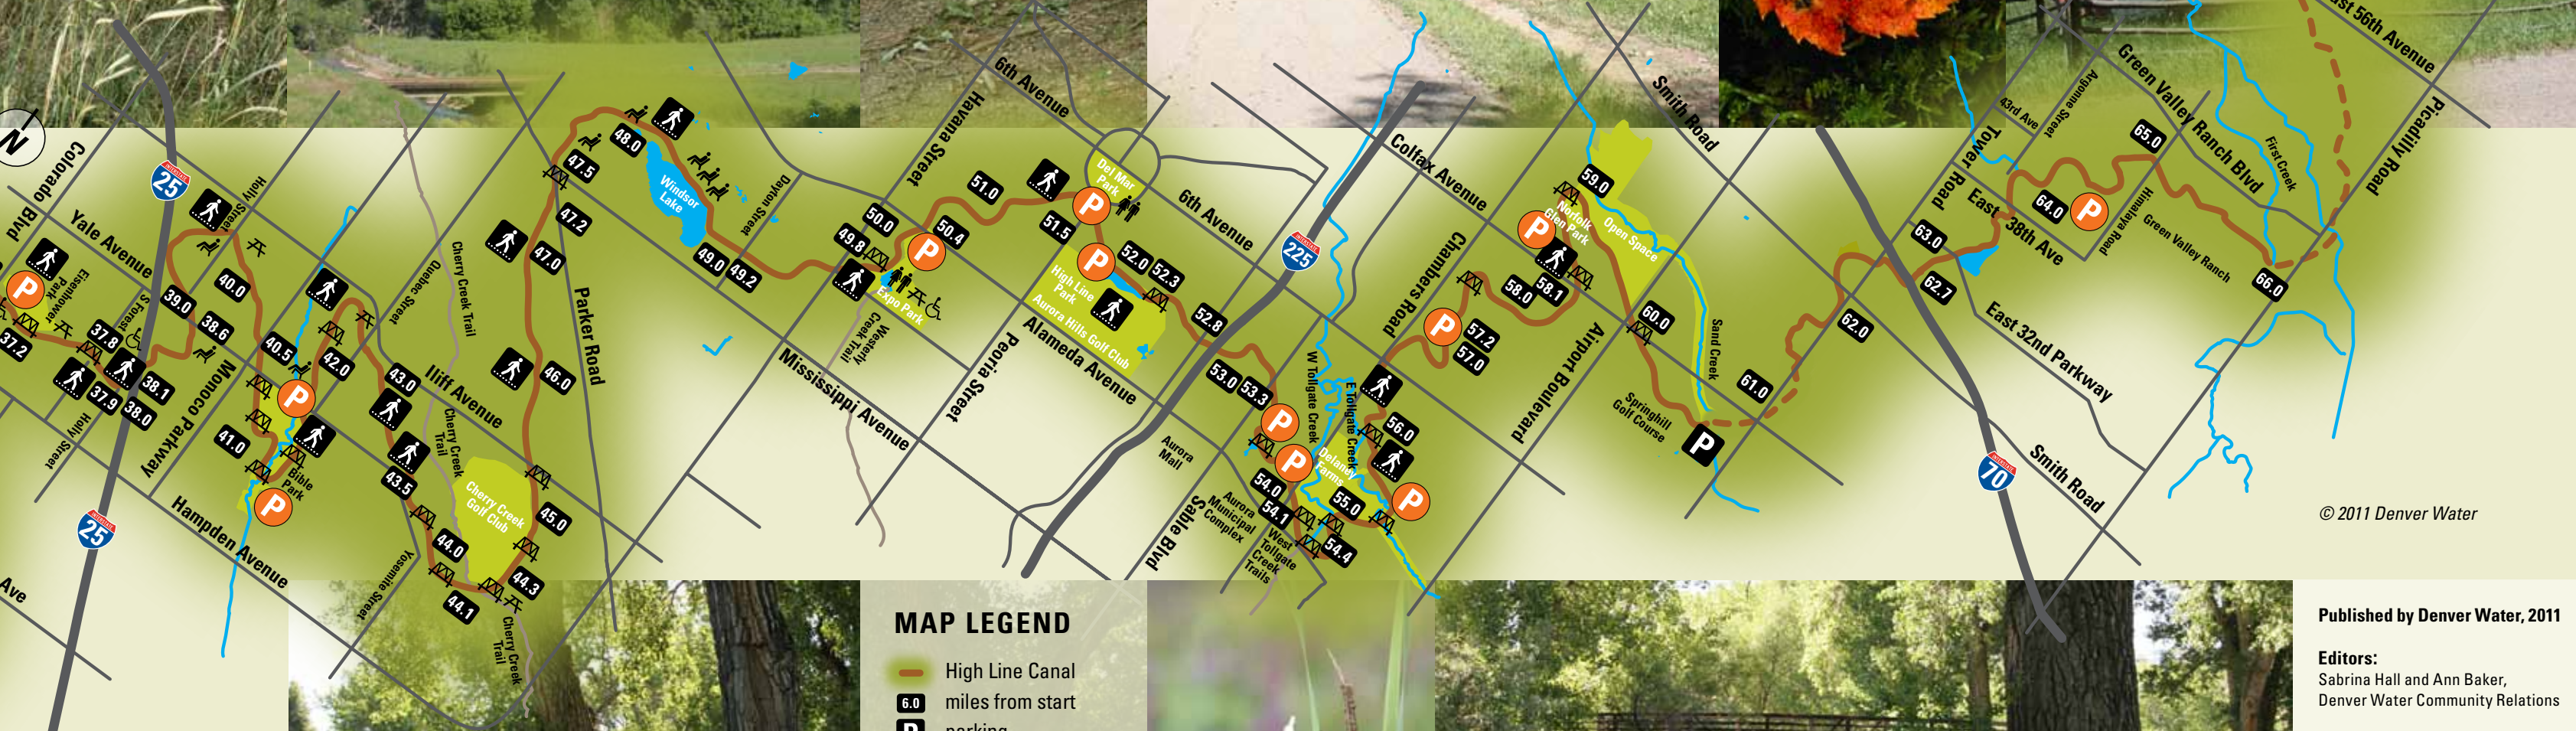 N
Colorado
Blvd
INTERSTATE
25
Yale Avenue
Holly
Street
Eisenhower
Park
P
37.2
37.8
S Forest
39.0
38.6
40.0
37.9
38.0
38.1
Holly Street
Monaco Parkway
40.5
41.0
42.0
P
P
Bible
Park
Hampden Avenue
INTERSTATE
25
Ave
Quebec Street
Cherry Creek Trail
43.0
Iliff Avenue
Cherry Creek
Trail
43.5
Cherry Creek
Golf Club
44.0
44.1
44.3
45.0
46.0
Yosemite Street
Cherry Creek
Trail
47.0
47.2
47.5
48.0
Parker Road
Windsor
Lake
49.0
49.2
Dayton Street
Mississippi Avenue
49.8
50.0
50.4
P
Expo Park
Westerly
Creek Trail
Havana Street
6th Avenue
51.0
51.5
Del Mar
Park
P
P
High Line
Park
Aurora Hills Golf Club
52.0
52.3
52.8
Peoria Street
Alameda Avenue
6th Avenue
INTERSTATE
225
53.0
53.3
P
P
Aurora
Mall
Sable Blvd
Aurora
Municipal
Complex
West
Tollgate
Creek
Trails
54.0
54.1
54.4
55.0
Delaney
Farms
W Tollgate Creek
E Tollgate Creek
P
56.0
57.0
57.2
P
Chambers Road
Colfax Avenue
58.0
58.1
P
Norfolk
Glen Park
59.0
Open Space
Smith Road
Airport Boulevard
60.0
Sand Creek
Springhill
Golf Course
P
61.0
62.0
62.7
63.0
Tower
Road
East
38th Ave
East 32nd Parkway
INTERSTATE
70
Smith Road
43rd Ave
Argonne Street
64.0
P
65.0
Himalaya Road
Green Valley Ranch
Green Valley Ranch Blvd
First Creek
66.0
Picadilly Road
East 56th Avenue
© 2011 Denver Water
MAP LEGEND
High Line Canal
6.0 miles from start
P parking
Published by Denver Water, 2011
Editors:
Sabrina Hall and Ann Baker,
Denver Water Community Relations